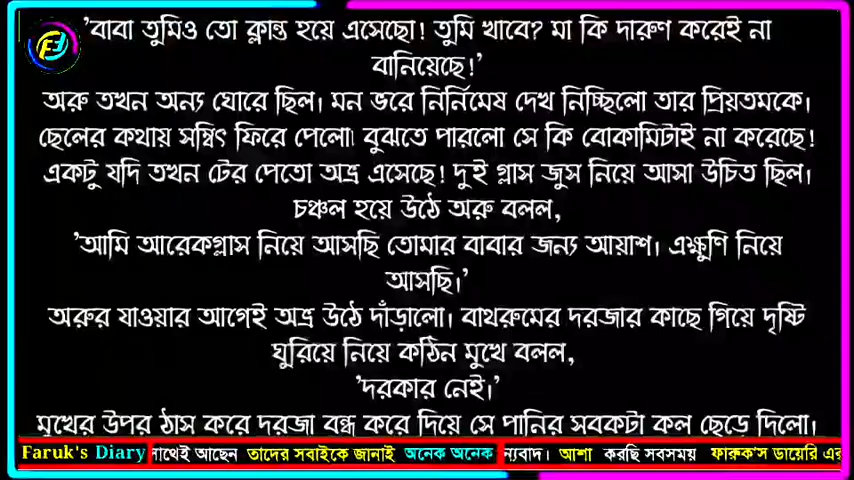 'বাবা তুমিও তো ক্লান্ত হয়ে এসেছো! তুমি খাবে? মা কি দারুণ করেই না
বানিয়েছে!'
অরু তখন অন্য ঘোরে ছিল। মন ভরে নির্নিমেষ দেখে নিচ্ছিলো তার প্রিয়তমকে।
ছেলের কথায় সম্বিৎ ফিরে পেলো। বুঝতে পারলো সে কি বোকামিটাই না করেছে!
একটু যদি তখন টের পেতো অভ্র এসেছে! দুই গ্লাস জুস নিয়ে আসা উচিত ছিল।
চঞ্চল হয়ে উঠে অরু বলল,
'আমি আরেকগ্লাস নিয়ে আসছি তোমার বাবার জন্য আয়াশ। এক্ষুণি নিয়ে
আসছি।'
অরুর যাওয়ার আগেই অভ্র উঠে দাঁড়ালো। বাথরুমের দরজার কাছে গিয়ে দৃষ্টি
ঘুরিয়ে নিয়ে কঠিন মুখে বলল,
'দরকার নেই।'
মুখের উপর ঠাস করে দরজা বন্ধ করে দিয়ে সে পানির সবকটা কল ছেড়ে দিলো।
Faruk's Diary সাথেই আছেন তাদের সবাইকে জানাই অনেক অনেক ন্যবাদ। আশা করছি সবসময় ফারুক'স ডায়েরি এর